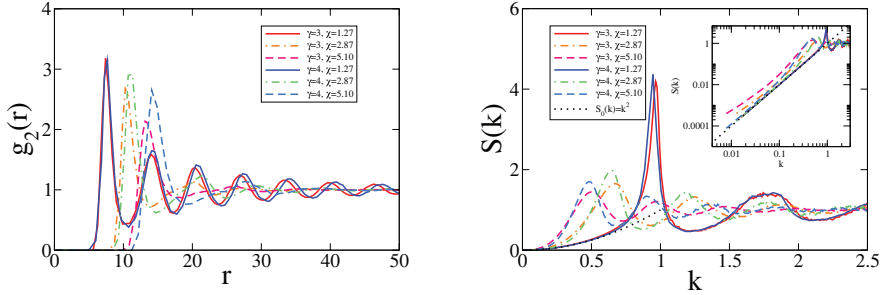 4
3
2
1
0
g₂(r)
0 10 20 30 40 50
r
γ=3, χ=1.27
γ=3, χ=2.87
γ=3, χ=5.10
γ=4, χ=1.27
γ=4, χ=2.87
γ=4, χ=5.10
6
4
2
0
S(k)
0 0.5 1 1.5 2 2.5
k
γ=3, χ=1.27
γ=3, χ=2.87
γ=3, χ=5.10
γ=4, χ=1.27
γ=4, χ=2.87
γ=4, χ=5.10
S₀(k)=k²
1
0.01
0.0001
S(k)
0.01 0.1 1
k